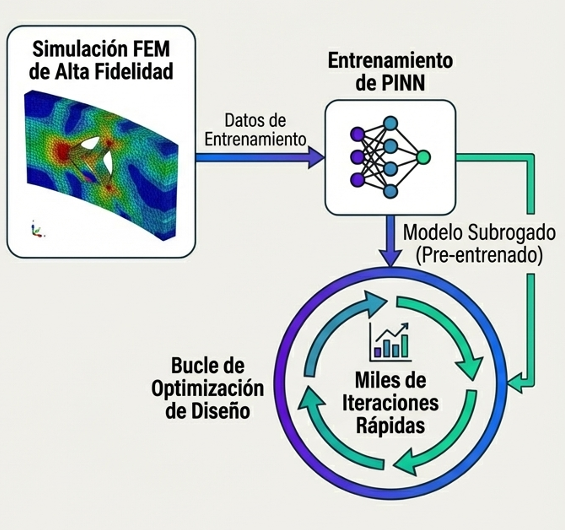 Simulación FEM
de Alta Fidelidad
Entrenamiento
de PINN
Datos de
Entrenamiento
Modelo Subrogado
(Pre-entrenado)
Bucle de
Optimización
de Diseño
Miles de
Iteraciones
Rápidas